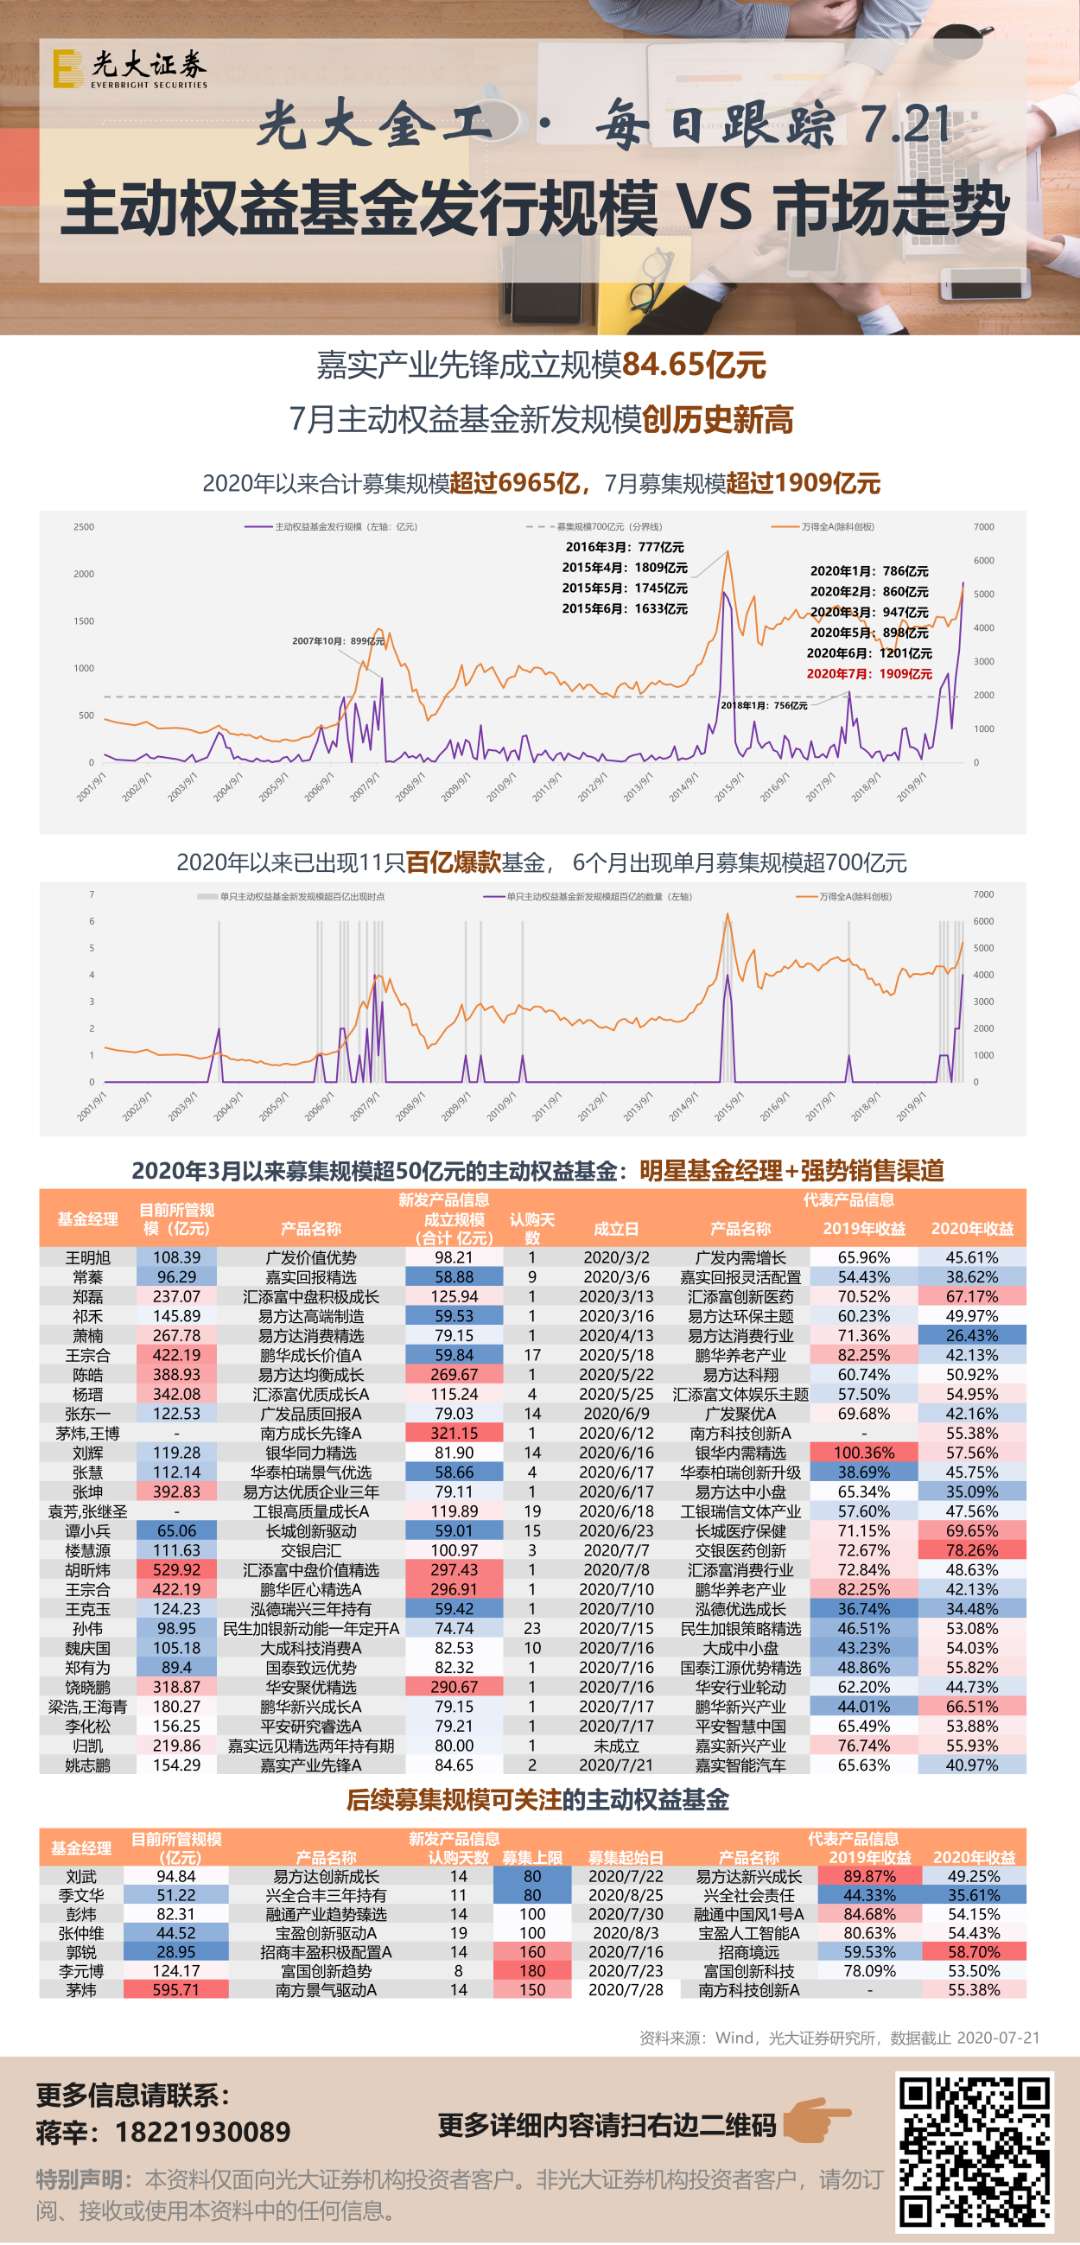 光大证券
EVERBRIGHT SECURITIES
光大金工 · 每日跟踪 7.21
主动权益基金发行规模 VS 市场走势
嘉实产业先锋成立规模84.65亿元
7月主动权益基金新发规模创历史新高
2020年以来合计募集规模超过6965亿，7月募集规模超过1909亿元
2500 主动权益基金发行规模（左轴：亿元） 募集规模700亿元（分界线） 万得全A(除科创板) 7000
2000
1500
1000
500
0
6000
5000
4000
3000
2000
1000
0
2016年3月：777亿元
2015年4月：1809亿元
2015年5月：1745亿元
2015年6月：1633亿元
2020年1月：786亿元
2020年2月：860亿元
2020年3月：947亿元
2020年5月：898亿元
2020年6月：1201亿元
2020年7月：1909亿元
2007年10月：899亿元
2018年1月：756亿元
2001/9/1 2002/9/1 2003/9/1 2004/9/1 2005/9/1 2006/9/1 2007/9/1 2008/9/1 2009/9/1 2010/9/1 2011/9/1 2012/9/1 2013/9/1 2014/9/1 2015/9/1 2016/9/1 2017/9/1 2018/9/1 2019/9/1
2020年以来已出现11只百亿爆款基金， 6个月出现单月募集规模超700亿元
7 单只主动权益基金新发规模超百亿出现时点 单只主动权益基金新发规模超百亿的数量（左轴） 万得全A(除科创板) 7000
6 6000
5 5000
4 4000
3 3000
2 2000
1 1000
0 0
2001/9/1 2002/9/1 2003/9/1 2004/9/1 2005/9/1 2006/9/1 2007/9/1 2008/9/1 2009/9/1 2010/9/1 2011/9/1 2012/9/1 2013/9/1 2014/9/1 2015/9/1 2016/9/1 2017/9/1 2018/9/1 2019/9/1
2020年3月以来募集规模超50亿元的主动权益基金：明星基金经理+强势销售渠道
基金经理 目前所管规模（亿元） 新发产品信息 代表产品信息
产品名称 成立规模（合计 亿元） 认购天数 成立日 产品名称 2019年收益 2020年收益
王明旭 108.39 广发价值优势 98.21 1 2020/3/2 广发内需增长 65.96% 45.61%
常蓁 96.29 嘉实回报精选 58.88 9 2020/3/6 嘉实回报灵活配置 54.43% 38.62%
郑磊 237.07 汇添富中盘积极成长 125.94 1 2020/3/13 汇添富创新医药 70.52% 67.17%
祁禾 145.89 易方达高端制造 59.53 1 2020/3/16 易方达环保主题 60.23% 49.97%
萧楠 267.78 易方达消费精选 79.15 1 2020/4/13 易方达消费行业 71.36% 26.43%
王宗合 422.19 鹏华成长价值A 59.84 17 2020/5/18 鹏华养老产业 82.25% 42.13%
陈皓 388.93 易方达均衡成长 269.67 1 2020/5/22 易方达科翔 60.74% 50.92%
杨瑨 342.08 汇添富优质成长A 115.24 4 2020/5/25 汇添富文体娱乐主题 57.50% 54.95%
张东一 122.53 广发品质回报A 79.03 14 2020/6/9 广发聚优A 69.68% 42.16%
茅炜,王博 - 南方成长先锋A 321.15 1 2020/6/12 南方科技创新A - 55.38%
刘辉 119.28 银华同力精选 81.90 14 2020/6/16 银华内需精选 100.36% 57.56%
张慧 112.14 华泰柏瑞景气优选 58.66 4 2020/6/17 华泰柏瑞创新升级 38.69% 45.75%
张坤 392.83 易方达优质企业三年 79.11 1 2020/6/17 易方达中小盘 65.34% 35.09%
袁芳,张继圣 - 工银高质量成长A 119.89 19 2020/6/18 工银瑞信文体产业 57.60% 47.56%
谭小兵 65.06 长城创新驱动 59.01 15 2020/6/23 长城医疗保健 71.15% 69.65%
楼慧源 111.63 交银启汇 100.97 3 2020/7/7 交银医药创新 72.67% 78.26%
胡昕炜 529.92 汇添富中盘价值精选 297.43 1 2020/7/8 汇添富消费行业 72.84% 48.63%
王宗合 422.19 鹏华匠心精选A 296.91 1 2020/7/10 鹏华养老产业 82.25% 42.13%
王克玉 124.23 泓德瑞兴三年持有 59.42 1 2020/7/10 泓德优选成长 36.74% 34.48%
孙伟 98.95 民生加银新动能一年定开A 74.74 23 2020/7/15 民生加银策略精选 46.51% 53.08%
魏庆国 105.18 大成科技消费A 82.53 10 2020/7/16 大成中小盘 43.23% 54.03%
郑有为 89.4 国泰致远优势 82.32 1 2020/7/16 国泰江源优势精选 48.86% 55.82%
饶晓鹏 318.87 华安聚优精选 290.67 1 2020/7/16 华安行业轮动 62.20% 44.73%
梁浩,王海青 180.27 鹏华新兴成长A 79.15 1 2020/7/17 鹏华新兴产业 44.01% 66.51%
李化松 156.25 平安研究睿选A 79.21 1 2020/7/17 平安智慧中国 65.49% 53.88%
归凯 219.86 嘉实远见精选两年持有期 80.00 1 未成立 嘉实新兴产业 76.74% 55.93%
姚志鹏 154.29 嘉实产业先锋A 84.65 2 2020/7/21 嘉实智能汽车 65.63% 40.97%
后续募集规模可关注的主动权益基金
基金经理 目前所管规模（亿元） 新发产品信息 代表产品信息
产品名称 认购天数 募集上限 募集起始日 产品名称 2019年收益 2020年收益
刘武 94.84 易方达创新成长 14 80 2020/7/22 易方达新兴成长 89.87% 49.25%
季文华 51.22 兴全合丰三年持有 11 80 2020/8/25 兴全社会责任 44.33% 35.61%
彭炜 82.31 融通产业趋势臻选 14 100 2020/7/30 融通中国风1号A 84.68% 54.15%
张仲维 44.52 宝盈创新驱动A 19 100 2020/8/3 宝盈人工智能A 80.63% 54.43%
郭锐 28.95 招商丰盈积极配置A 14 160 2020/7/16 招商境远 59.53% 58.70%
李元博 124.17 富国创新趋势 8 180 2020/7/23 富国创新科技 78.09% 53.50%
茅炜 595.71 南方景气驱动A 14 150 2020/7/28 南方科技创新A - 55.38%
资料来源：Wind，光大证券研究所，数据截止 2020-07-21
更多信息请联系：
蒋辛：18221930089
更多详细内容请扫右边二维码
特别声明：本资料仅面向光大证券机构投资者客户。非光大证券机构投资者客户，请勿订
阅、接收或使用本资料中的任何信息。